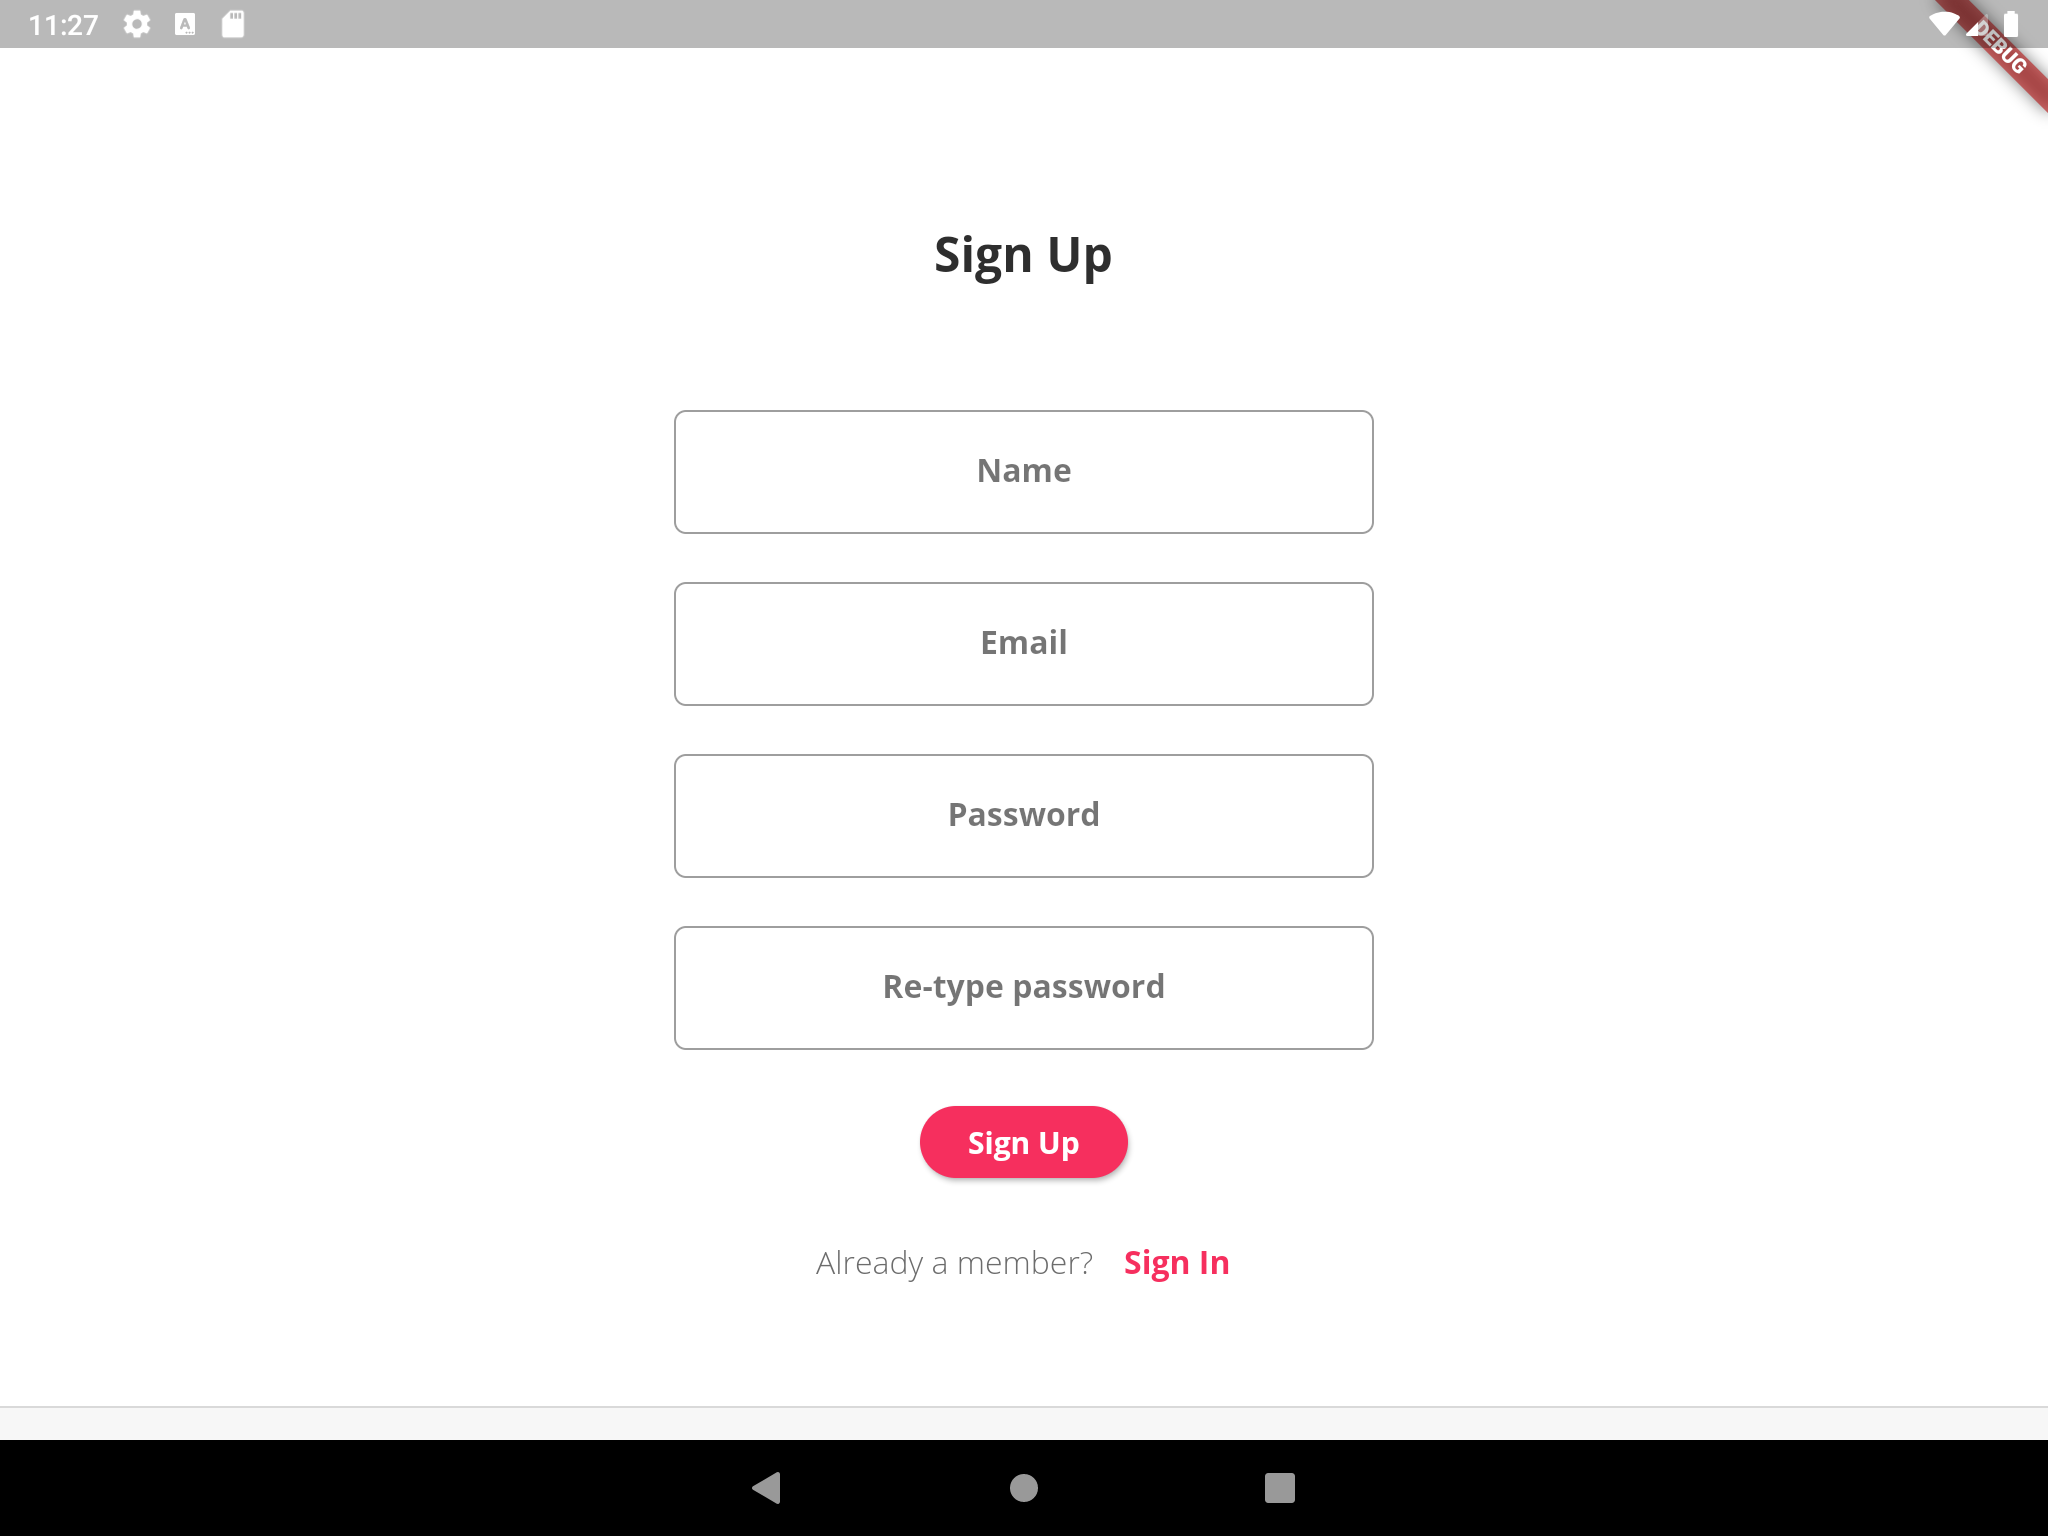 11:27
DEBUG
Sign Up
Name
Email
Password
Re-type password
Sign Up
Already a member? Sign In